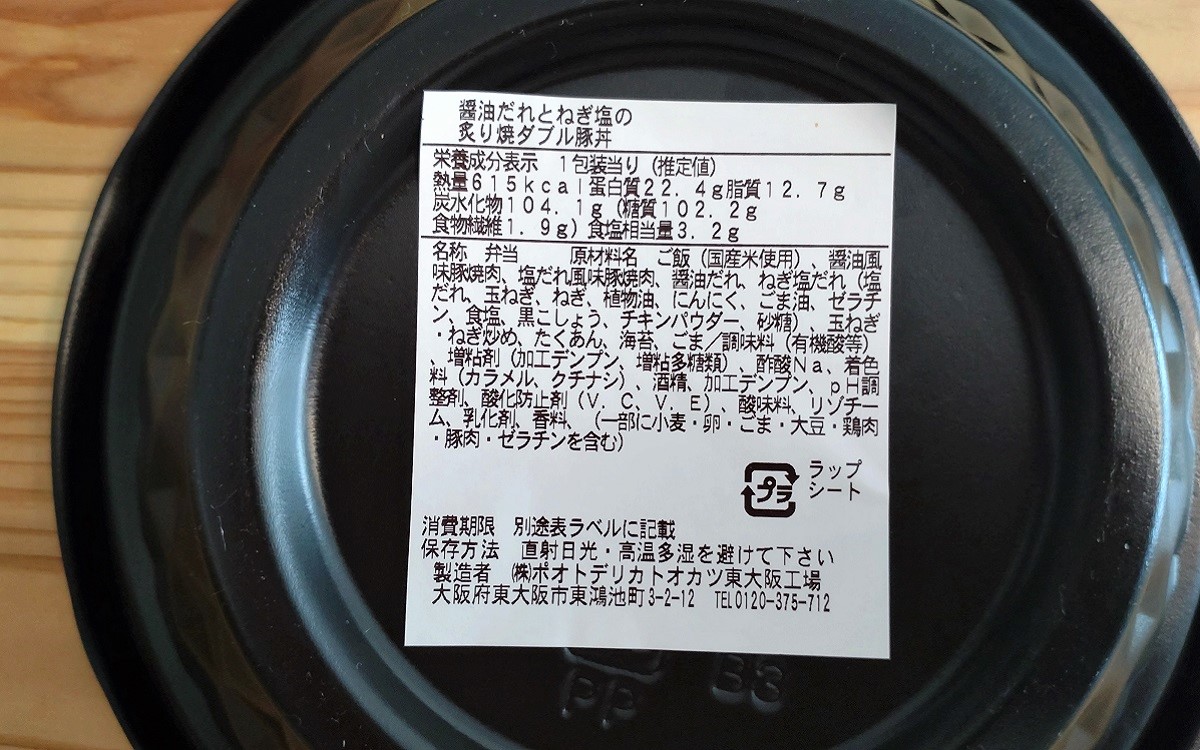 醤油だれとねぎ塩の
炙り焼ダブル豚丼
栄養成分表示　1包装当り（推定値）
熱量615kcal蛋白質22.4g脂質12.7g
炭水化物104.1g（糖質102.2g
食物繊維1.9g）食塩相当量3.2g
名称　弁当　　原材料名　ご飯（国産米使用）、醤油風
味豚焼肉、塩だれ風味豚焼肉、醤油だれ、ねぎ塩だれ（塩
だれ、玉ねぎ、ねぎ、植物油、にんにく、ごま油、ゼラチ
ン、食塩、黒こしょう、チキンパウダー、砂糖）、玉ねぎ
・ねぎ炒め、たくあん、海苔、ごま／調味料（有機酸等）
、増粘剤（加工デンプン、増粘多糖類）、酢酸Na、着色
料（カラメル、クチナシ）、酒精、加工デンプン、pH調
整剤、酸化防止剤（V.C、V.E）、酸味料、リゾチー
ム、乳化剤、香料、（一部に小麦・卵・ごま・大豆・鶏肉
・豚肉・ゼラチンを含む）
プラ
ラップ
シート
消費期限　別途表ラベルに記載
保存方法　直射日光・高温多湿を避けて下さい
製造者　㈱ポオトデリカトオカツ東大阪工場
大阪府東大阪市東鴻池町3-2-12　TEL0120-375-712
PP B3